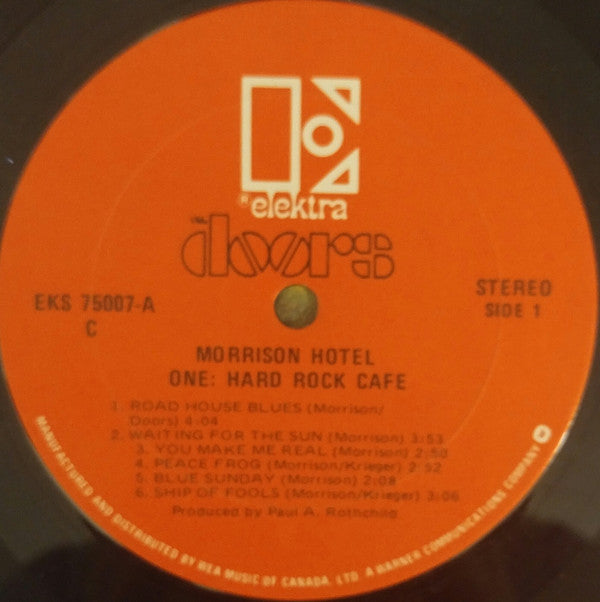 ® elektra
the
doors
EKS 75007-A
C
STEREO
SIDE 1
MORRISON HOTEL
ONE: HARD ROCK CAFE
1. ROAD HOUSE BLUES (Morrison/
Doors) 4:04
2. WAITING FOR THE SUN (Morrison) 3:53
3. YOU MAKE ME REAL (Morrison) 2:50
4. PEACE FROG (Morrison/Krieger) 2:52
5. BLUE SUNDAY (Morrison) 2:08
6. SHIP OF FOOLS (Morrison/Krieger) 3:06
Produced by Paul A. Rothchild
MANUFACTURED AND DISTRIBUTED BY WEA MUSIC OF CANADA, LTD. A WARNER COMMUNICATIONS COMPANY